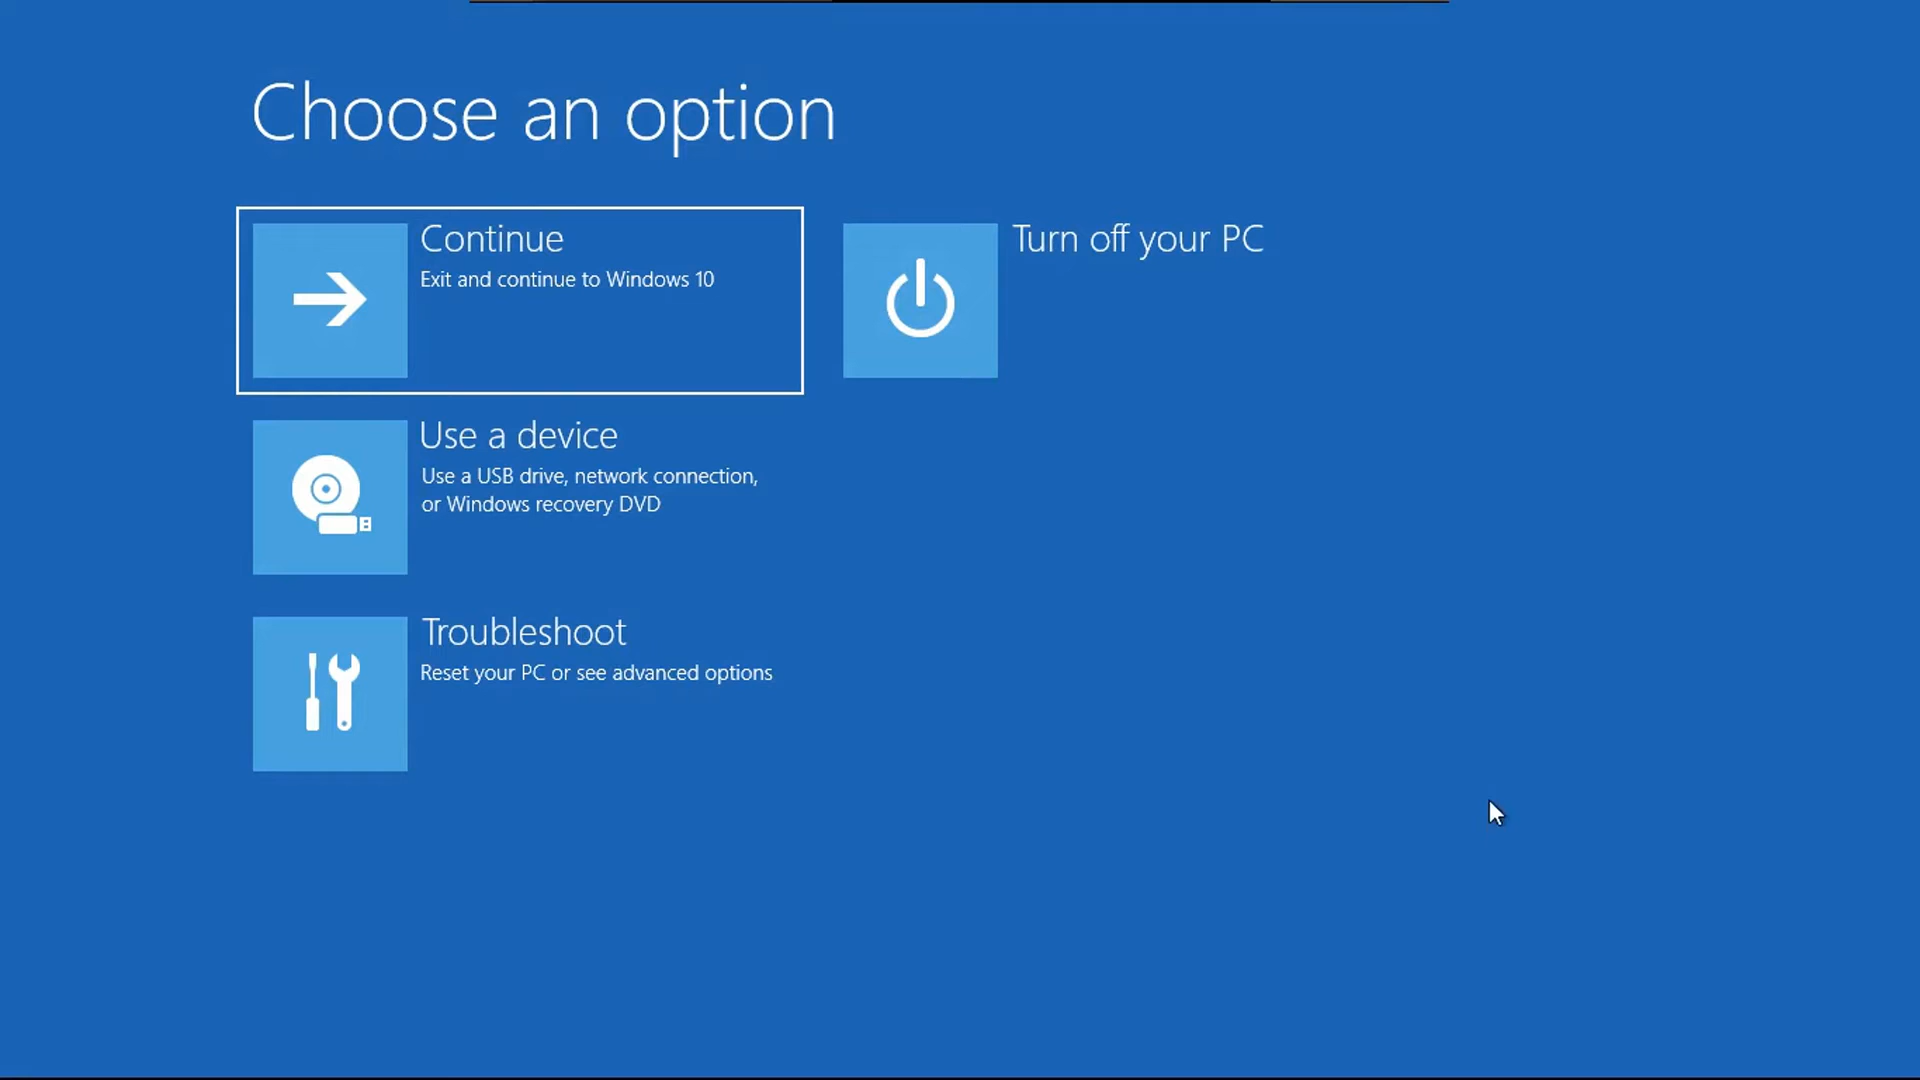 Choose an option
Continue
Exit and continue to Windows 10
Turn off your PC
Use a device
Use a USB drive, network connection,
or Windows recovery DVD
Troubleshoot
Reset your PC or see advanced options